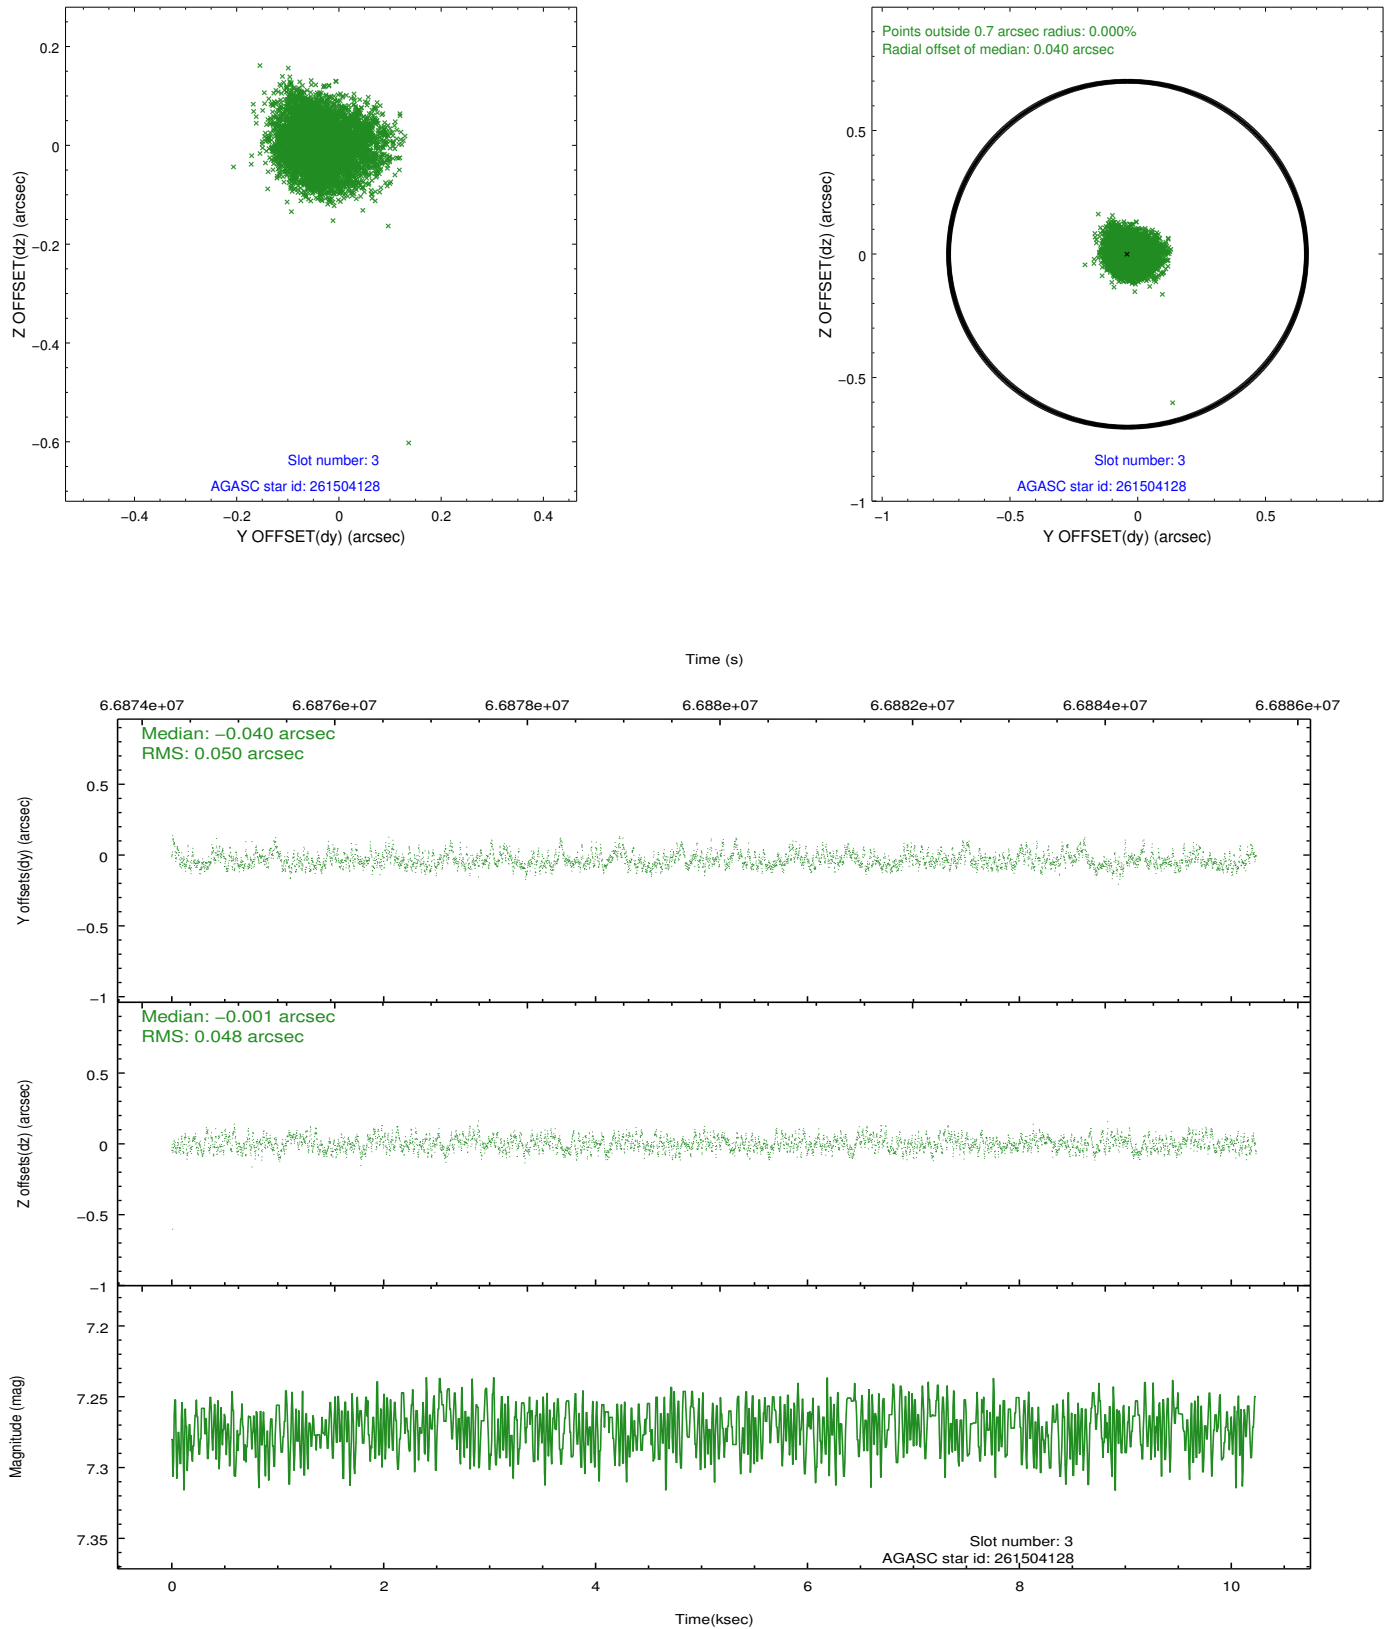 0.2
0
−0.2
−0.4
−0.6
Z OFFSET(dz) (arcsec)
Slot number: 3
AGASC star id: 261504128
−0.4 −0.2 0 0.2 0.4
Y OFFSET(dy) (arcsec)
Points outside 0.7 arcsec radius: 0.000%
Radial offset of median: 0.040 arcsec
0.5
0
−0.5
−1
Z OFFSET(dz) (arcsec)
Slot number: 3
AGASC star id: 261504128
−1 −0.5 0 0.5
Y OFFSET(dy) (arcsec)
Time (s)
6.6874e+07 6.6876e+07 6.6878e+07 6.688e+07 6.6882e+07 6.6884e+07 6.6886e+07
Median: −0.040 arcsec
RMS: 0.050 arcsec
0.5
0
−0.5
−1
Y offsets(dy) (arcsec)
Median: −0.001 arcsec
RMS: 0.048 arcsec
0.5
0
−0.5
−1
Z offsets(dz) (arcsec)
7.2
7.25
7.3
7.35
Magnitude (mag)
Slot number: 3
AGASC star id: 261504128
0 2 4 6 8 10
Time(ksec)